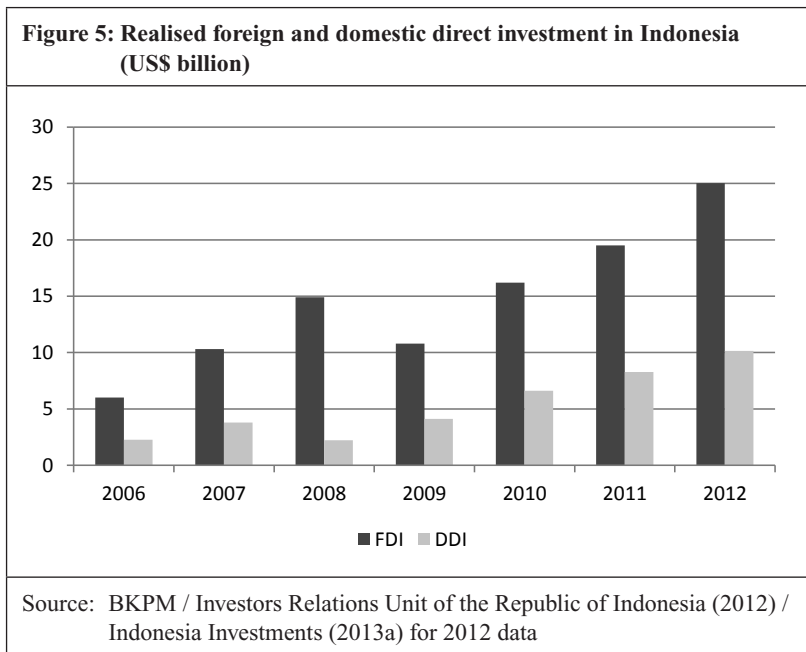 Figure 5: Realised foreign and domestic direct investment in Indonesia
(US$ billion)
30
25
20
15
10
5
0
2006 2007 2008 2009 2010 2011 2012
FDI DDI
Source: BKPM / Investors Relations Unit of the Republic of Indonesia (2012) /
Indonesia Investments (2013a) for 2012 data